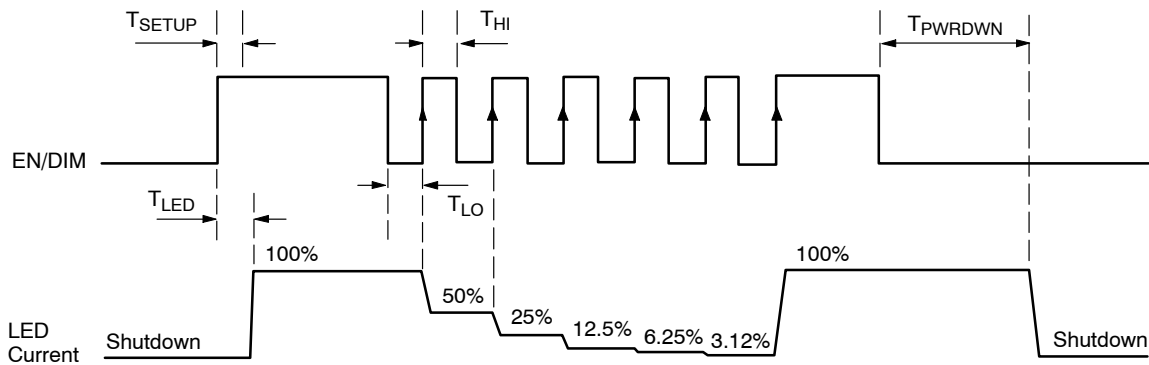 TSETUP
THI
TPWRDWN
EN/DIM
TLED
TLO
100%
50%
25%
12.5%
6.25%
3.12%
100%
LED
Current
Shutdown
Shutdown